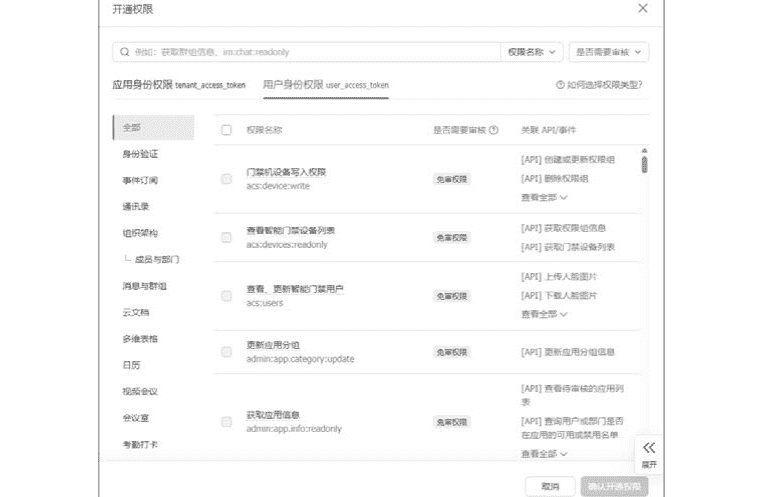 开通权限
例如：获取群组信息、im:chat:readonly
权限名称
是否需要审核
应用身份权限 tenant_access_token
用户身份权限 user_access_token
如何选择权限类型?
全部
身份验证
事件订阅
通讯录
组织架构
成员与部门
消息与群组
云文档
多维表格
日历
视频会议
会议室
考勤打卡
权限名称
是否需要审核
关联 API/事件
门禁机设备写入权限
acs:device:write
免审权限
[API] 创建或更新权限组
[API] 删除权限组
查看全部
查看智能门禁设备列表
acs:devices:readonly
免审权限
[API] 获取权限组信息
[API] 获取门禁设备列表
查看、更新智能门禁用户
acs:users
免审权限
[API] 上传人脸图片
[API] 下载人脸图片
查看全部
更新应用分组
admin:app.category:update
免审权限
[API] 更新应用分组信息
获取应用信息
admin:app.info:readonly
免审权限
[API] 查看待审核的应用列
表
[API] 查询用户或部门是否
在应用的可用或禁用名单
查看全部
展开
取消
确认开通权限